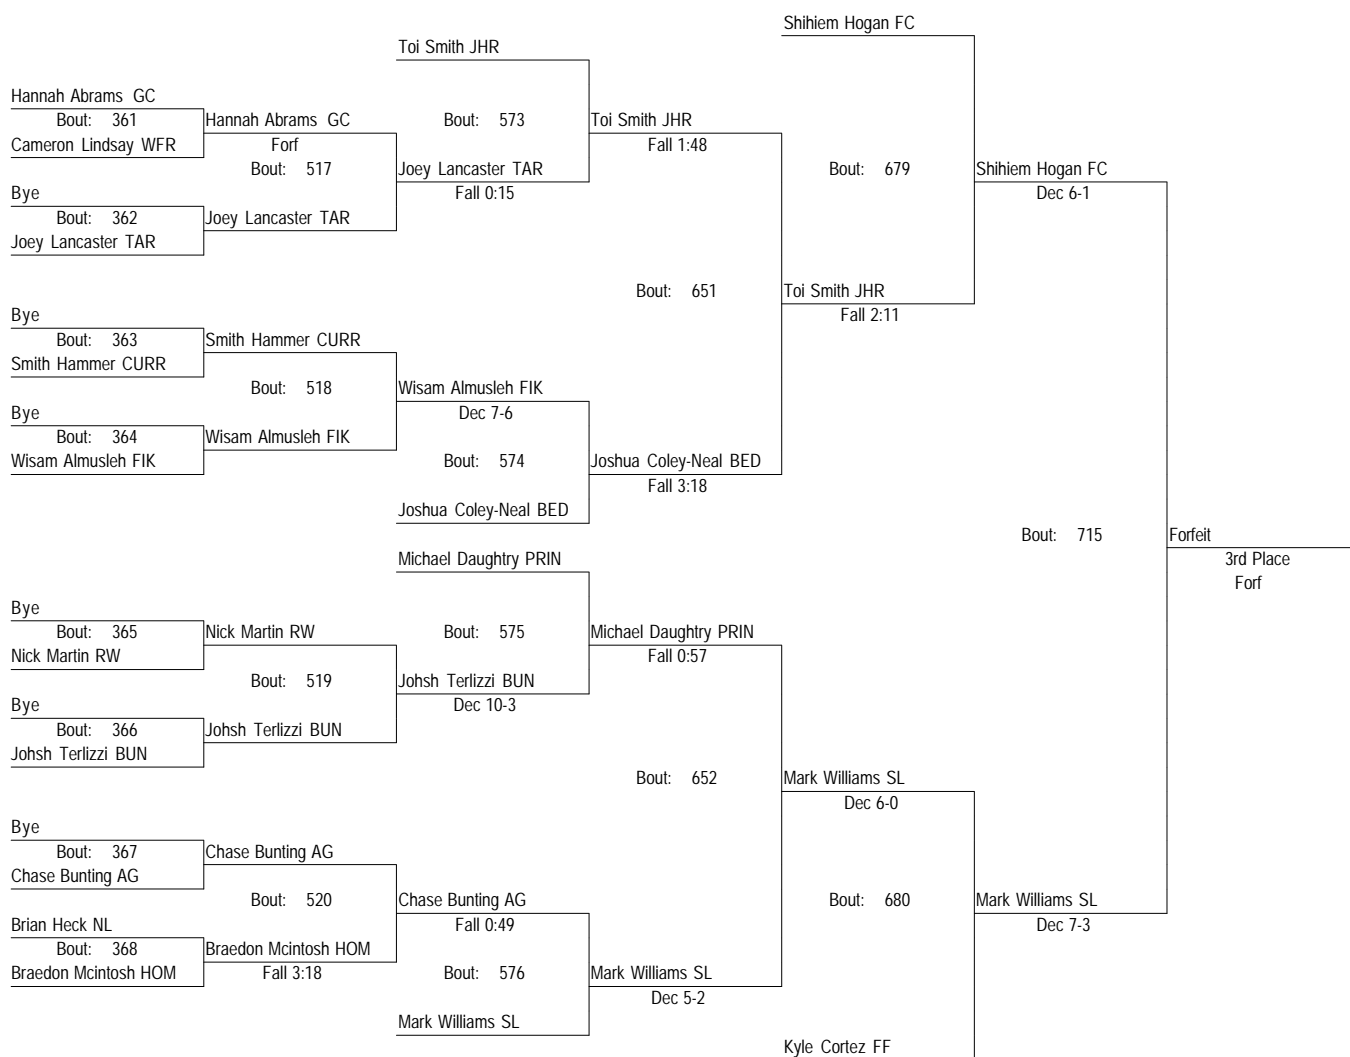 Shihiem Hogan FC
Toi Smith JHR
Hannah Abrams GC
Bout: 361
Cameron Lindsay WFR
Hannah Abrams GC
Forf
Bout: 573
Toi Smith JHR
Fall 1:48
Bout: 517
Joey Lancaster TAR
Fall 0:15
Bout: 679
Shihiem Hogan FC
Dec 6-1
Bye
Bout: 362
Joey Lancaster TAR
Joey Lancaster TAR
Bout: 651
Toi Smith JHR
Fall 2:11
Bye
Bout: 363
Smith Hammer CURR
Smith Hammer CURR
Bout: 518
Wisam Almusleh FIK
Dec 7-6
Bye
Bout: 364
Wisam Almusleh FIK
Wisam Almusleh FIK
Bout: 574
Joshua Coley-Neal BED
Fall 3:18
Joshua Coley-Neal BED
Bout: 715
Forfeit
3rd Place
Forf
Michael Daughtry PRIN
Bye
Bout: 365
Nick Martin RW
Nick Martin RW
Bout: 575
Michael Daughtry PRIN
Fall 0:57
Bout: 519
Johsh Terlizzi BUN
Dec 10-3
Bye
Bout: 366
Johsh Terlizzi BUN
Johsh Terlizzi BUN
Bout: 652
Mark Williams SL
Dec 6-0
Bye
Bout: 367
Chase Bunting AG
Chase Bunting AG
Bout: 520
Chase Bunting AG
Fall 0:49
Bout: 680
Mark Williams SL
Dec 7-3
Brian Heck NL
Bout: 368
Braedon Mcintosh HOM
Braedon Mcintosh HOM
Fall 3:18
Bout: 576
Mark Williams SL
Dec 5-2
Mark Williams SL
Kyle Cortez FF